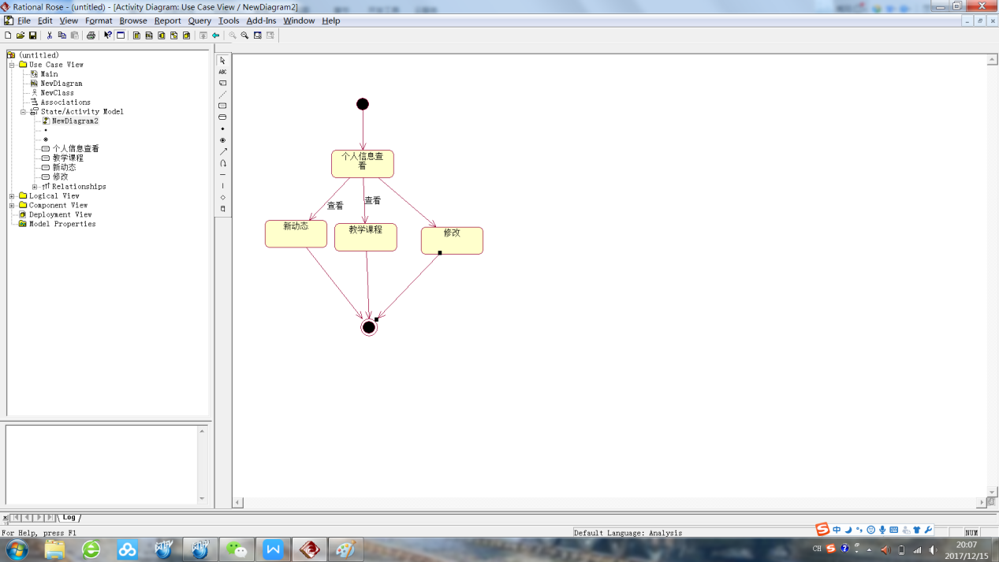 Rational Rose - (untitled) - [Activity Diagram: Use Case View / NewDiagram2]
File Edit View Format Browse Report Query Tools Add-Ins Window Help
(untitled)
Use Case View
Main
NewDiagram
NewClass
Associations
State/Activity Model
NewDiagram2
个人信息查看
教学课程
新动态
修改
Relationships
Logical View
Component View
Deployment View
Model Properties
ABC
个人信息查
看
查看
查看
新动态
教学课程
修改
Log
For Help, press F1
Default Language: Analysis
NUM
中
CH
20:07
2017/12/15